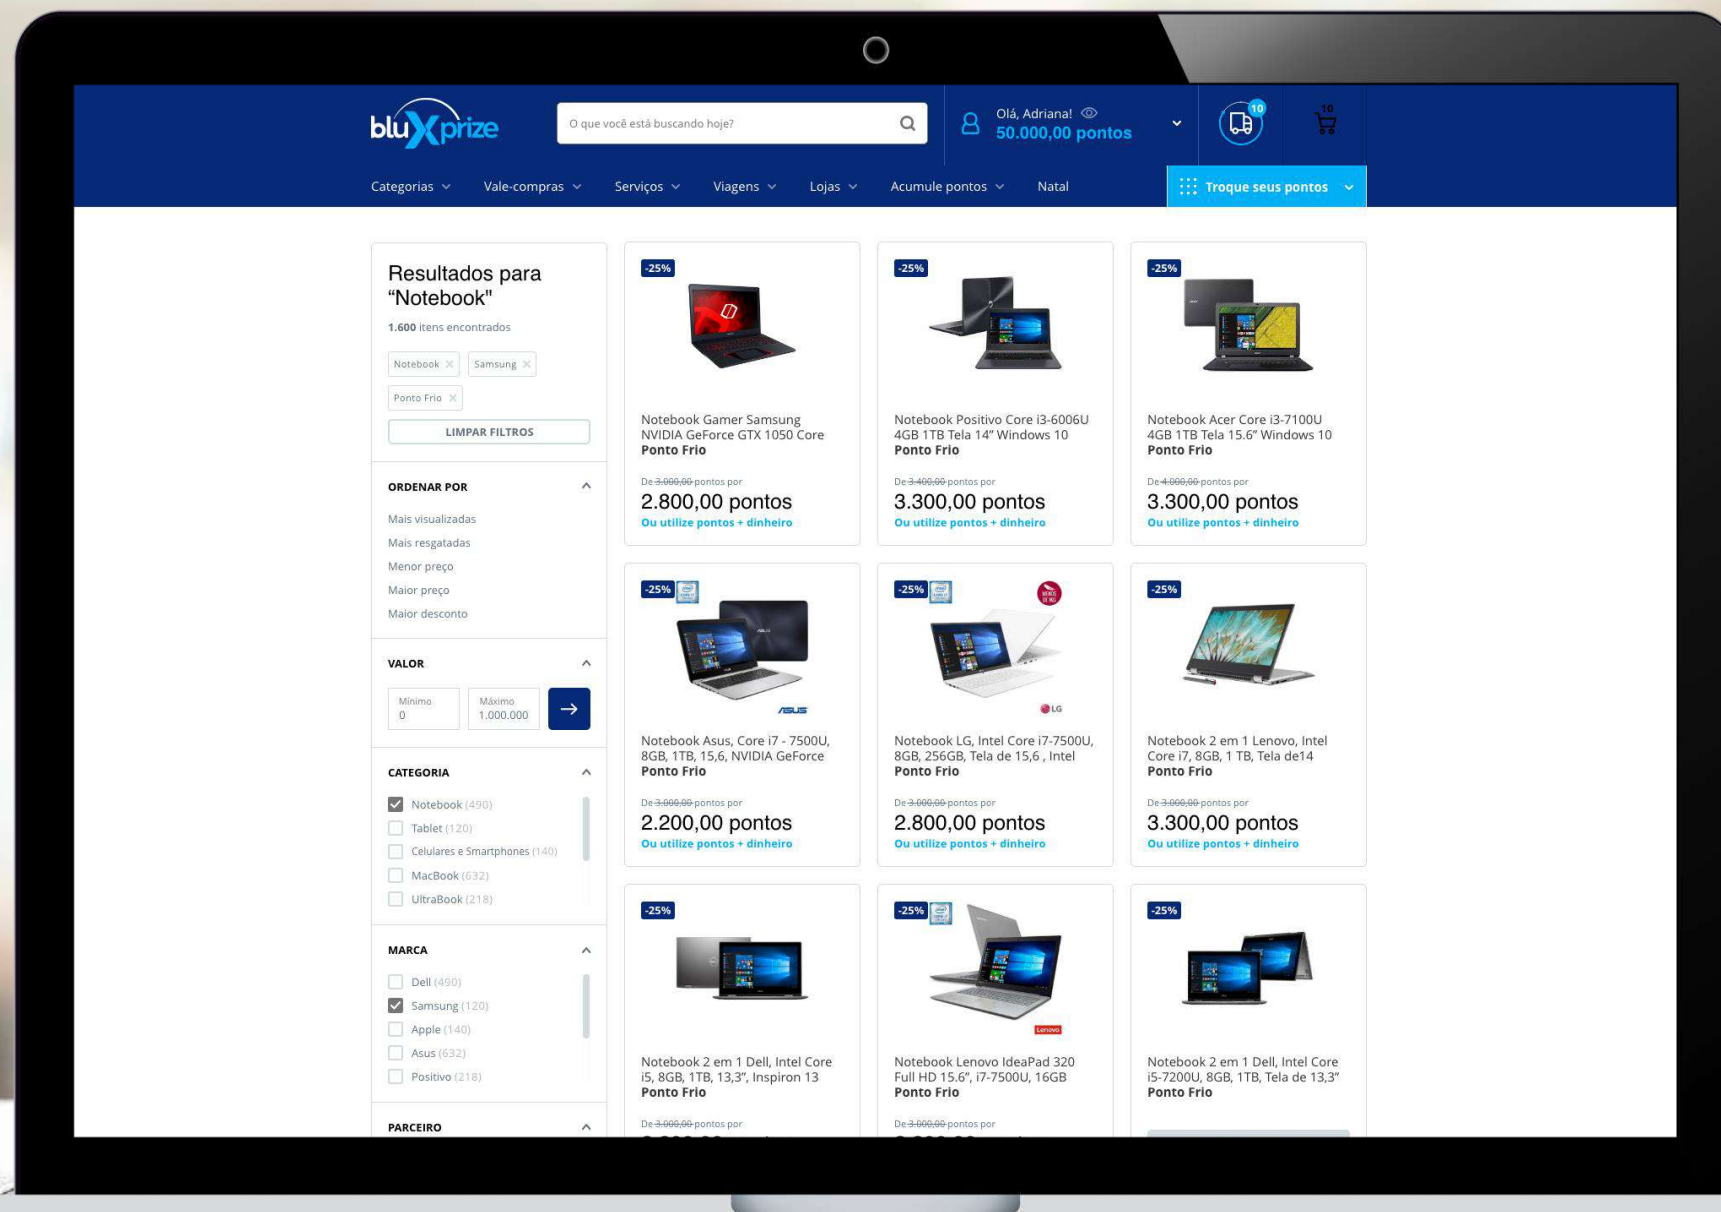 bluXprize
O que você está buscando hoje?
Olá, Adriana!
50.000,00 pontos
10
10
Categorias
Vale-compras
Serviços
Viagens
Lojas
Acumule pontos
Natal
Troque seus pontos
Resultados para
“Notebook"
1.600 itens encontrados
Notebook
Samsung
Ponto Frio
LIMPAR FILTROS
ORDENAR POR
Mais visualizadas
Mais resgatadas
Menor preço
Maior preço
Maior desconto
VALOR
Mínimo
0
Máximo
1.000.000
CATEGORIA
Notebook (490)
Tablet (120)
Celulares e Smartphones (140)
MacBook (632)
UltraBook (218)
MARCA
Dell (490)
Samsung (120)
Apple (140)
Asus (632)
Positivo (218)
PARCEIRO
-25%
Notebook Gamer Samsung
NVIDIA GeForce GTX 1050 Core
Ponto Frio
De 3.000,00 pontos por
2.800,00 pontos
Ou utilize pontos + dinheiro
-25%
Notebook Positivo Core i3-6006U
4GB 1TB Tela 14” Windows 10
Ponto Frio
De 3.400,00 pontos por
3.300,00 pontos
Ou utilize pontos + dinheiro
-25%
Notebook Acer Core i3-7100U
4GB 1TB Tela 15.6” Windows 10
Ponto Frio
De 4.000,00 pontos por
3.300,00 pontos
Ou utilize pontos + dinheiro
-25%
ASUS
Notebook Asus, Core i7 - 7500U,
8GB, 1TB, 15,6, NVIDIA GeForce
Ponto Frio
De 3.000,00 pontos por
2.200,00 pontos
Ou utilize pontos + dinheiro
-25%
LG
Notebook LG, Intel Core i7-7500U,
8GB, 256GB, Tela de 15,6 , Intel
Ponto Frio
De 3.000,00 pontos por
2.800,00 pontos
Ou utilize pontos + dinheiro
-25%
Notebook 2 em 1 Lenovo, Intel
Core i7, 8GB, 1 TB, Tela de14
Ponto Frio
De 3.000,00 pontos por
3.300,00 pontos
Ou utilize pontos + dinheiro
-25%
Notebook 2 em 1 Dell, Intel Core
i5, 8GB, 1TB, 13,3”, Inspiron 13
Ponto Frio
De 3.000,00 pontos por
-25%
Lenovo
Notebook Lenovo IdeaPad 320
Full HD 15.6”, i7-7500U, 16GB
Ponto Frio
De 3.000,00 pontos por
-25%
Notebook 2 em 1 Dell, Intel Core
i5-7200U, 8GB, 1TB, Tela de 13,3”
Ponto Frio